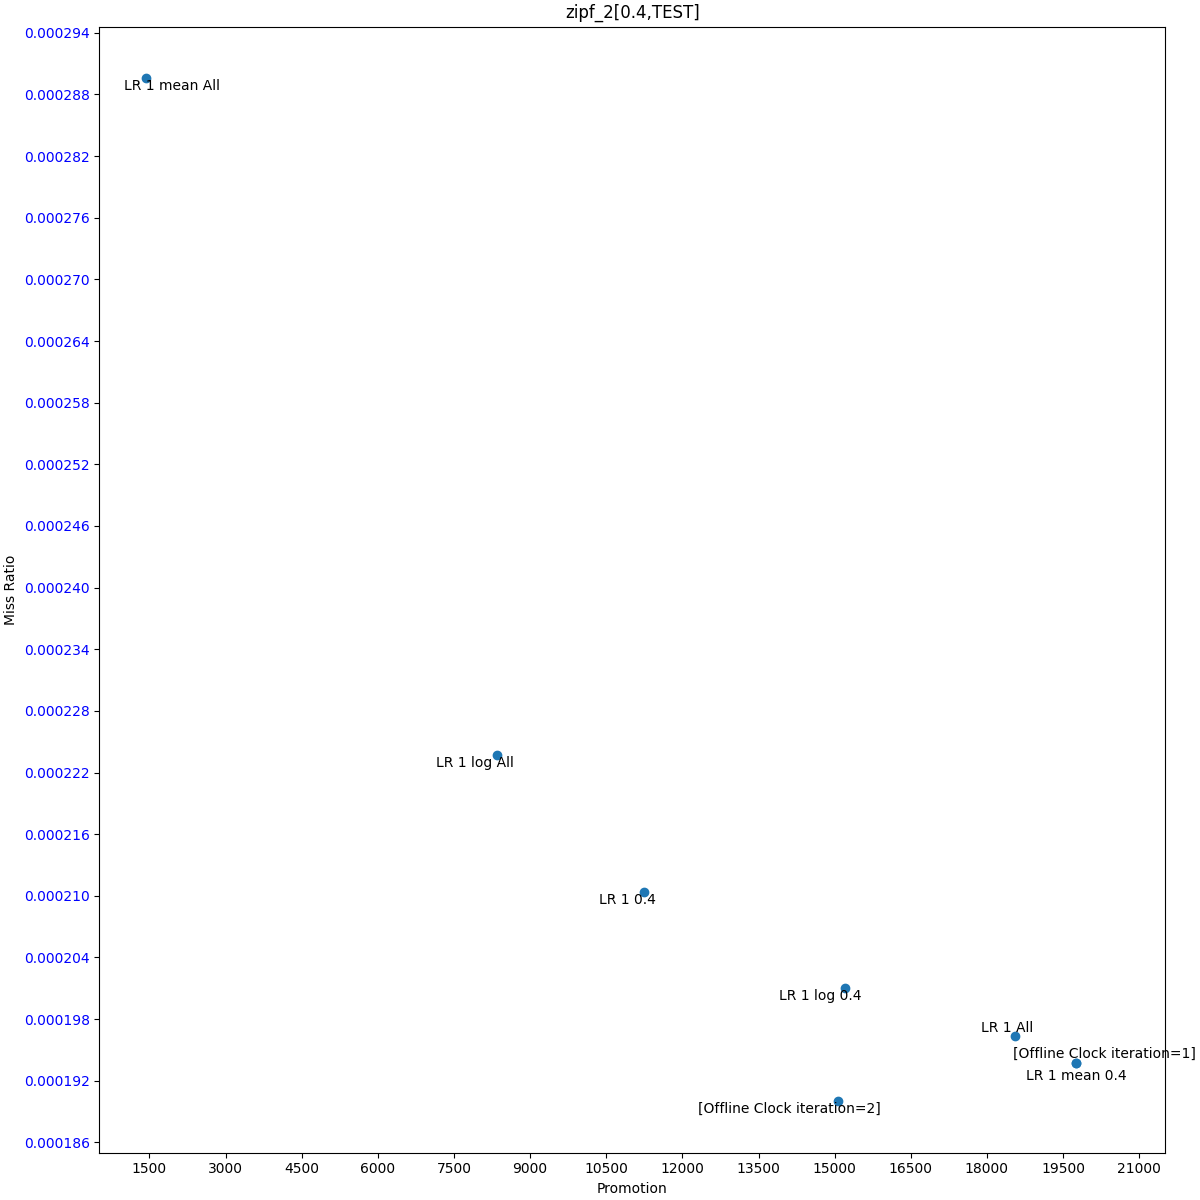 zipf_2[0.4,TEST]
0.000294
0.000288
0.000282
0.000276
0.000270
0.000264
0.000258
0.000252
0.000246
0.000240
0.000234
0.000228
0.000222
0.000216
0.000210
0.000204
0.000198
0.000192
0.000186
Miss Ratio
LR 1 mean All
LR 1 log All
LR 1 0.4
LR 1 log 0.4
LR 1 All
[Offline Clock iteration=1]
LR 1 mean 0.4
[Offline Clock iteration=2]
1500 3000 4500 6000 7500 9000 10500 12000 13500 15000 16500 18000 19500 21000
Promotion